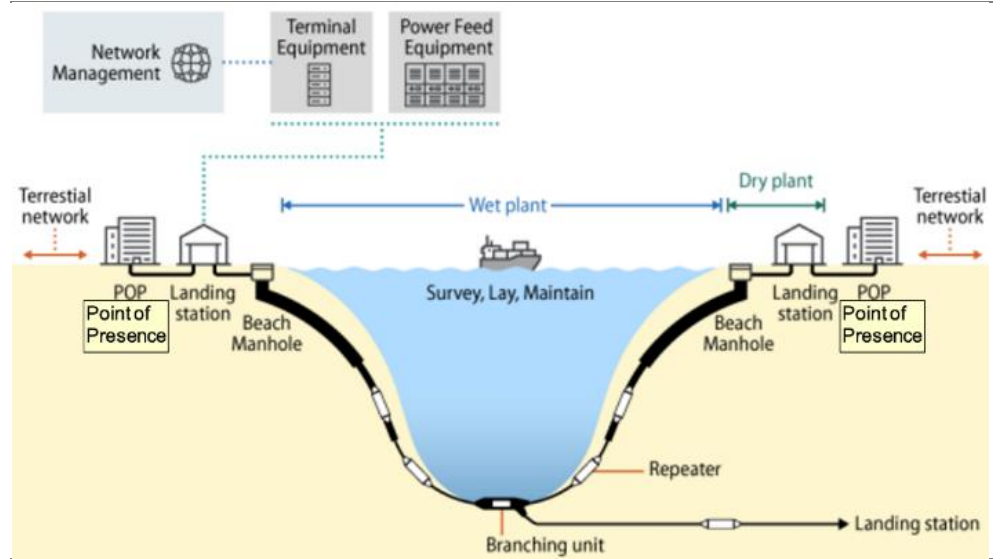 Network
Management
Terminal
Equipment
Power Feed
Equipment
Terrestial
network
Wet plant
Dry plant
Terrestial
network
Survey, Lay, Maintain
POP
Point of
Presence
Landing
station
Beach
Manhole
Beach
Manhole
Landing
station
POP
Point of
Presence
Repeater
Landing station
Branching unit